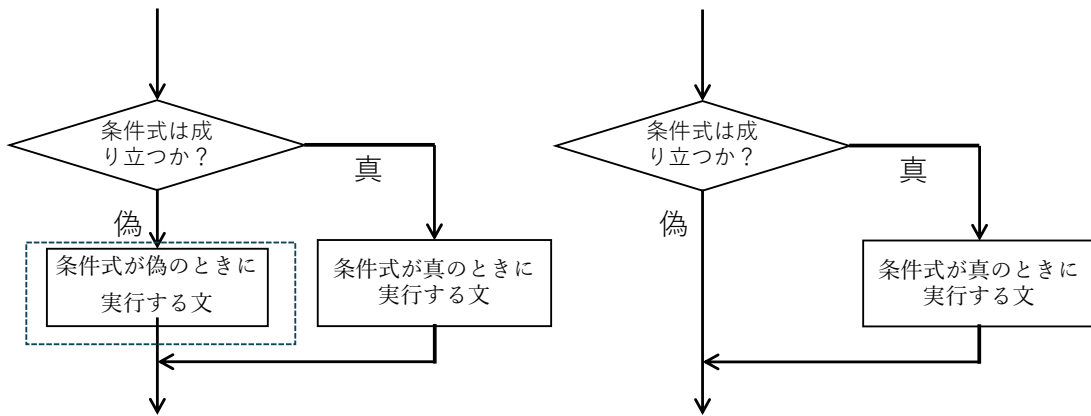 条件式は成
り立つか？
真
偽
条件式が偽のときに
実行する文
条件式が真のときに
実行する文
条件式は成
り立つか？
真
偽
条件式が真のときに
実行する文